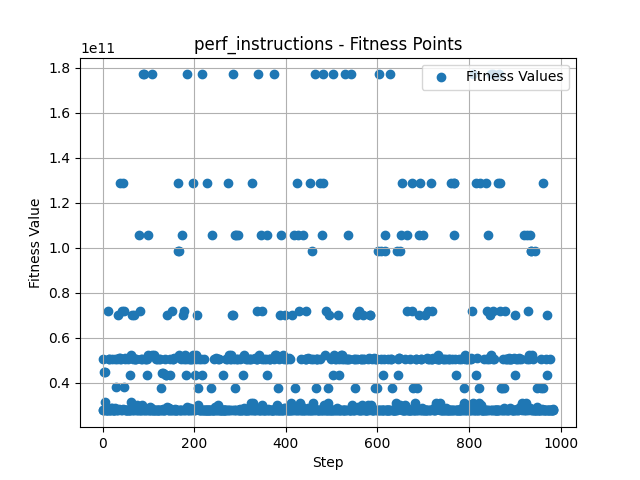 perf_instructions - Fitness Points
1e11
Fitness Values
1.8
1.6
1.4
1.2
1.0
0.8
0.6
0.4
Fitness Value
0 200 400 600 800 1000
Step